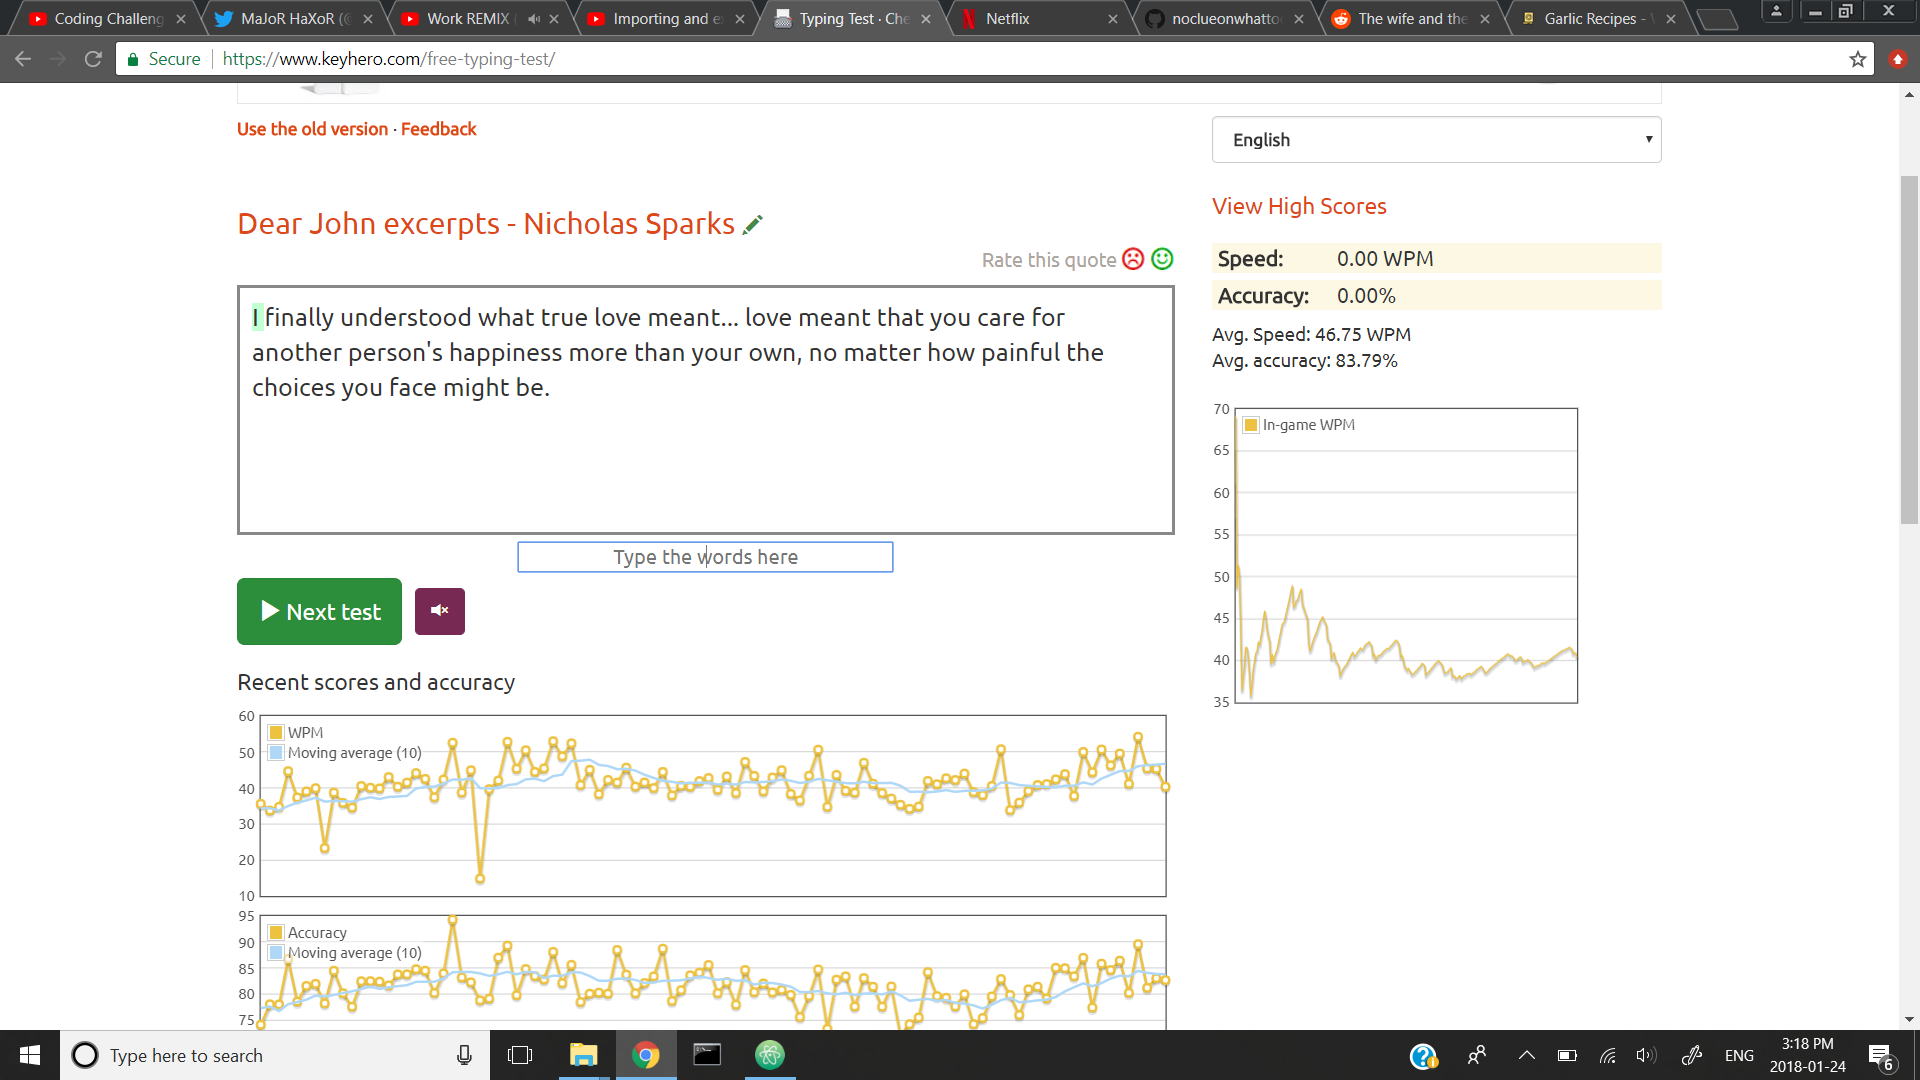 Coding Challeng
MaJoR HaXoR (@
Work REMIX (
Importing and ex
Typing Test · Che
Netflix
noclueonwhatto
The wife and the
Garlic Recipes -
Secure
https://www.keyhero.com/free-typing-test/
Use the old version · Feedback
English
Dear John excerpts - Nicholas Sparks
View High Scores
Rate this quote
Speed: 0.00 WPM
Accuracy: 0.00%
Avg. Speed: 46.75 WPM
Avg. accuracy: 83.79%
I finally understood what true love meant... love meant that you care for
another person's happiness more than your own, no matter how painful the
choices you face might be.
Type the words here
Next test
70
65
60
55
50
45
40
35
In-game WPM
Recent scores and accuracy
60
50
40
30
20
10
WPM
Moving average (10)
95
90
85
80
75
Accuracy
Moving average (10)
Type here to search
ENG
3:18 PM
2018-01-24
6